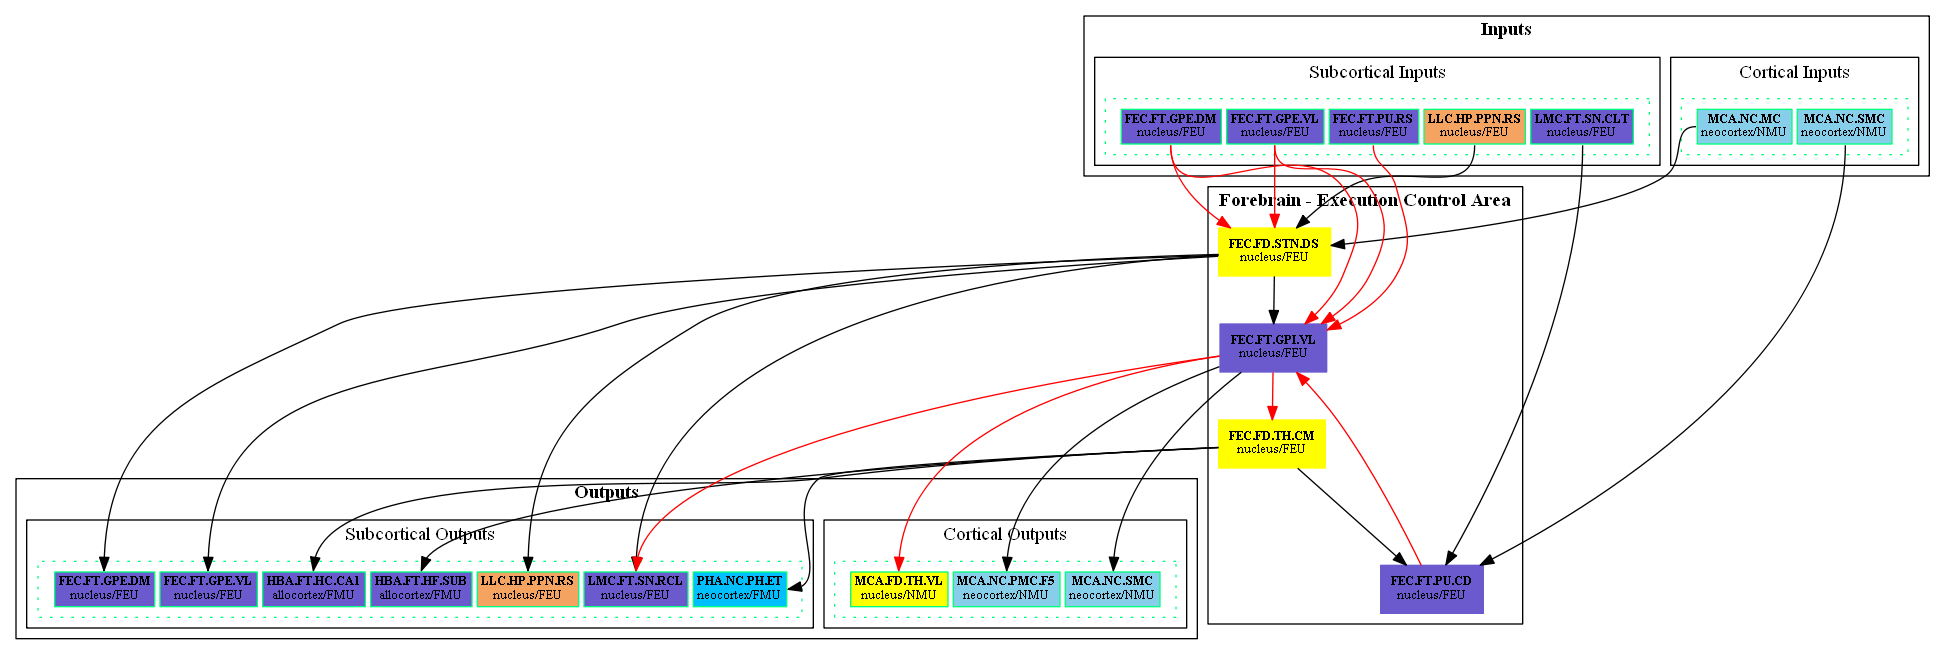 Inputs
Subcortical Inputs
Cortical Inputs
FEC.FT.GPE.DM
nucleus/FEU
FEC.FT.GPE.VL
nucleus/FEU
FEC.FT.PU.RS
nucleus/FEU
LLC.HP.PPN.RS
nucleus/FEU
LMC.FT.SN.CLT
nucleus/FEU
MCA.NC.MC
neocortex/NMU
MCA.NC.SMC
neocortex/NMU
Forebrain - Execution Control Area
FEC.FD.STN.DS
nucleus/FEU
FEC.FT.GPI.VL
nucleus/FEU
FEC.FD.TH.CM
nucleus/FEU
FEC.FT.PU.CD
nucleus/FEU
Outputs
Subcortical Outputs
Cortical Outputs
FEC.FT.GPE.DM
nucleus/FEU
FEC.FT.GPE.VL
nucleus/FEU
HBA.FT.HC.CA1
allocortex/FMU
HBA.FT.HF.SUB
allocortex/FMU
LLC.HP.PPN.RS
nucleus/FEU
LMC.FT.SN.RCL
nucleus/FEU
PHA.NC.PH.ET
neocortex/FMU
MCA.FD.TH.VL
nucleus/NMU
MCA.NC.PMC.F5
neocortex/NMU
MCA.NC.SMC
neocortex/NMU